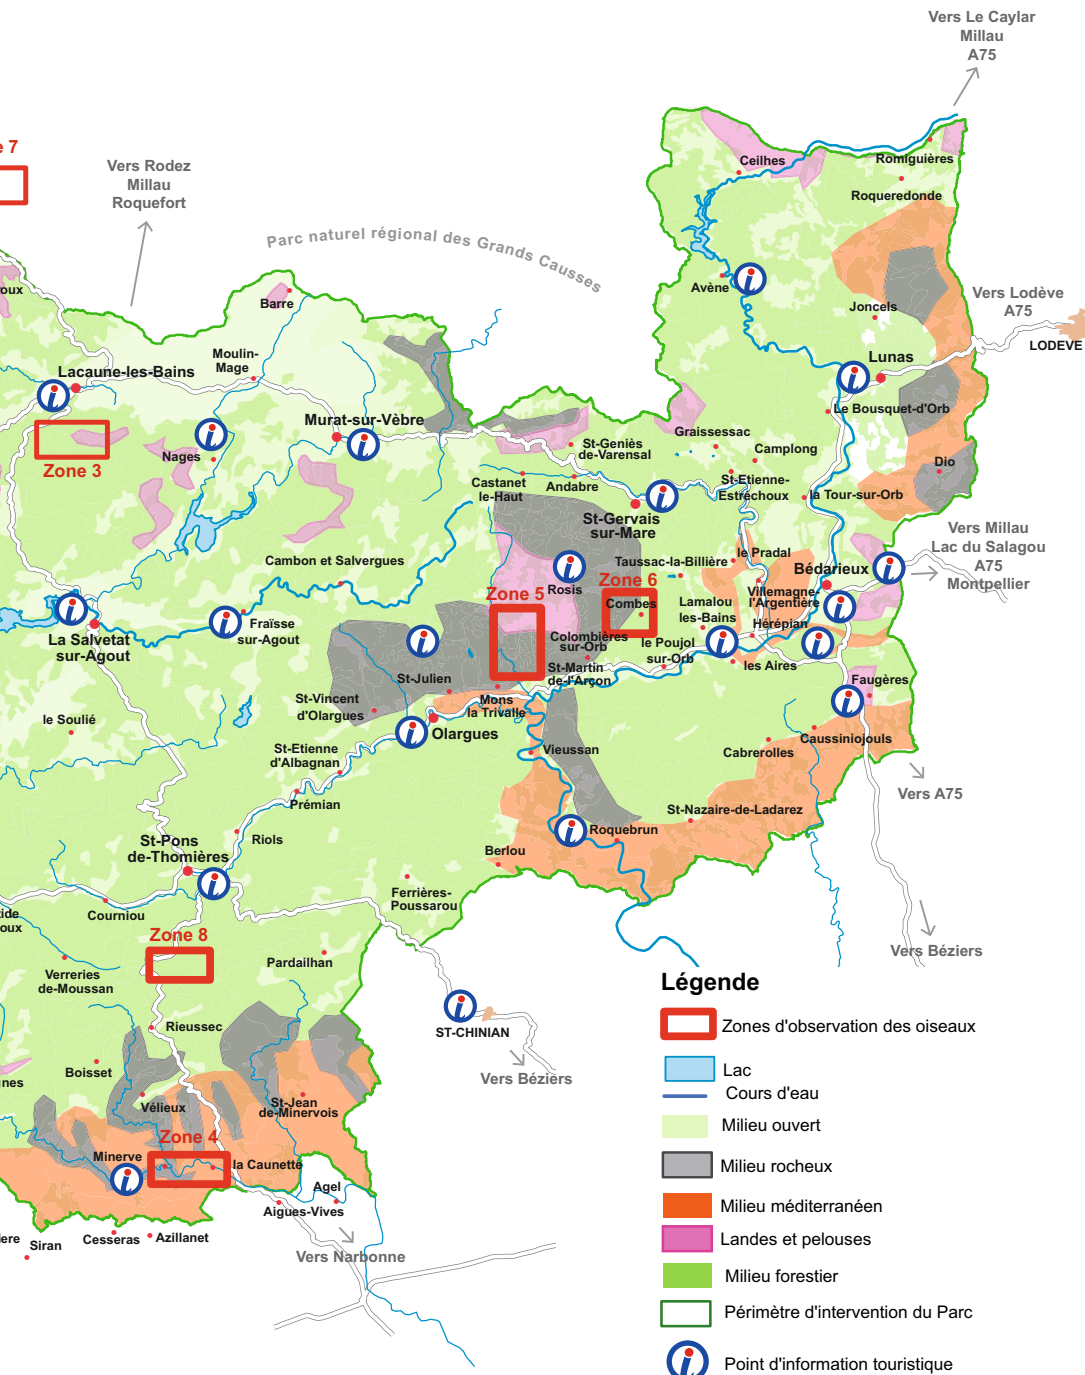 Vers Le Caylar
Millau
A75
e 7
Vers Rodez
Millau
Roquefort
Parc naturel régional des Grands Causses
Ceilhes
Romiguières
Roqueredonde
oux
Barre
Avène
Joncels
Vers Lodève
A75
LODEVE
Moulin-
Mage
Lacaune-les-Bains
Lunas
Le Bousquet-d'Orb
Murat-sur-Vèbre
Zone 3
Nages
St-Geniès
de-Varensal
Graissessac
Camplong
Dio
Castanet
le-Haut
Andabre
St-Etienne-
Estréchoux
la Tour-sur-Orb
St-Gervais
sur-Mare
Vers Millau
Lac du Salagou
A75
Montpellier
Cambon et Salvergues
Taussac-la-Billière
le Pradal
Bédarieux
Zone 5
Rosis
Zone 6
Combes
Lamalou
les-Bains
Villemagne-
l'Argentière
Hérépian
La Salvetat
sur-Agout
Fraïsse
sur-Agout
Colombières
sur-Orb
le Poujol
sur-Orb
les Aires
St-Martin
de-l'Arçon
St-Julien
Mons
la Trivalle
Faugères
St-Vincent
d'Olargues
Olargues
le Soulié
Vieussan
Cabrerolles
Caussiniojouls
St-Etienne
d'Albagnan
Vers A75
Prémian
St-Nazaire-de-Ladarez
Roquebrun
Riols
St-Pons
de-Thomières
Berlou
Ferrières-
Poussarou
Courniou
ide
oux
Zone 8
Pardailhan
Verreries
de-Moussan
Vers Béziers
Rieussec
ST-CHINIAN
Vers Béziers
Boisset
nes
Vélieux
St-Jean
de-Minervois
Zone 4
Minerve
la Caunette
Agel
Aigues-Vives
iere
Siran
Cesseras
Azillanet
Vers Narbonne
Légende
Zones d'observation des oiseaux
Lac
Cours d'eau
Milieu ouvert
Milieu rocheux
Milieu méditerranéen
Landes et pelouses
Milieu forestier
Périmètre d'intervention du Parc
Point d'information touristique